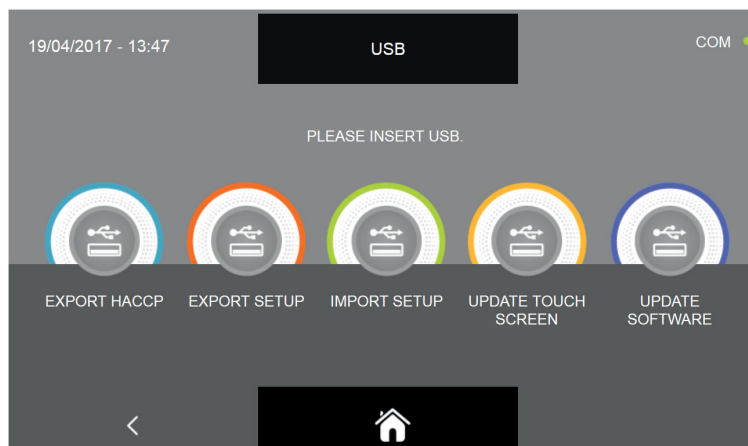 19/04/2017 - 13:47
USB
COM
PLEASE INSERT USB.
EXPORT HACCP
EXPORT SETUP
IMPORT SETUP
UPDATE TOUCH
SCREEN
UPDATE
SOFTWARE